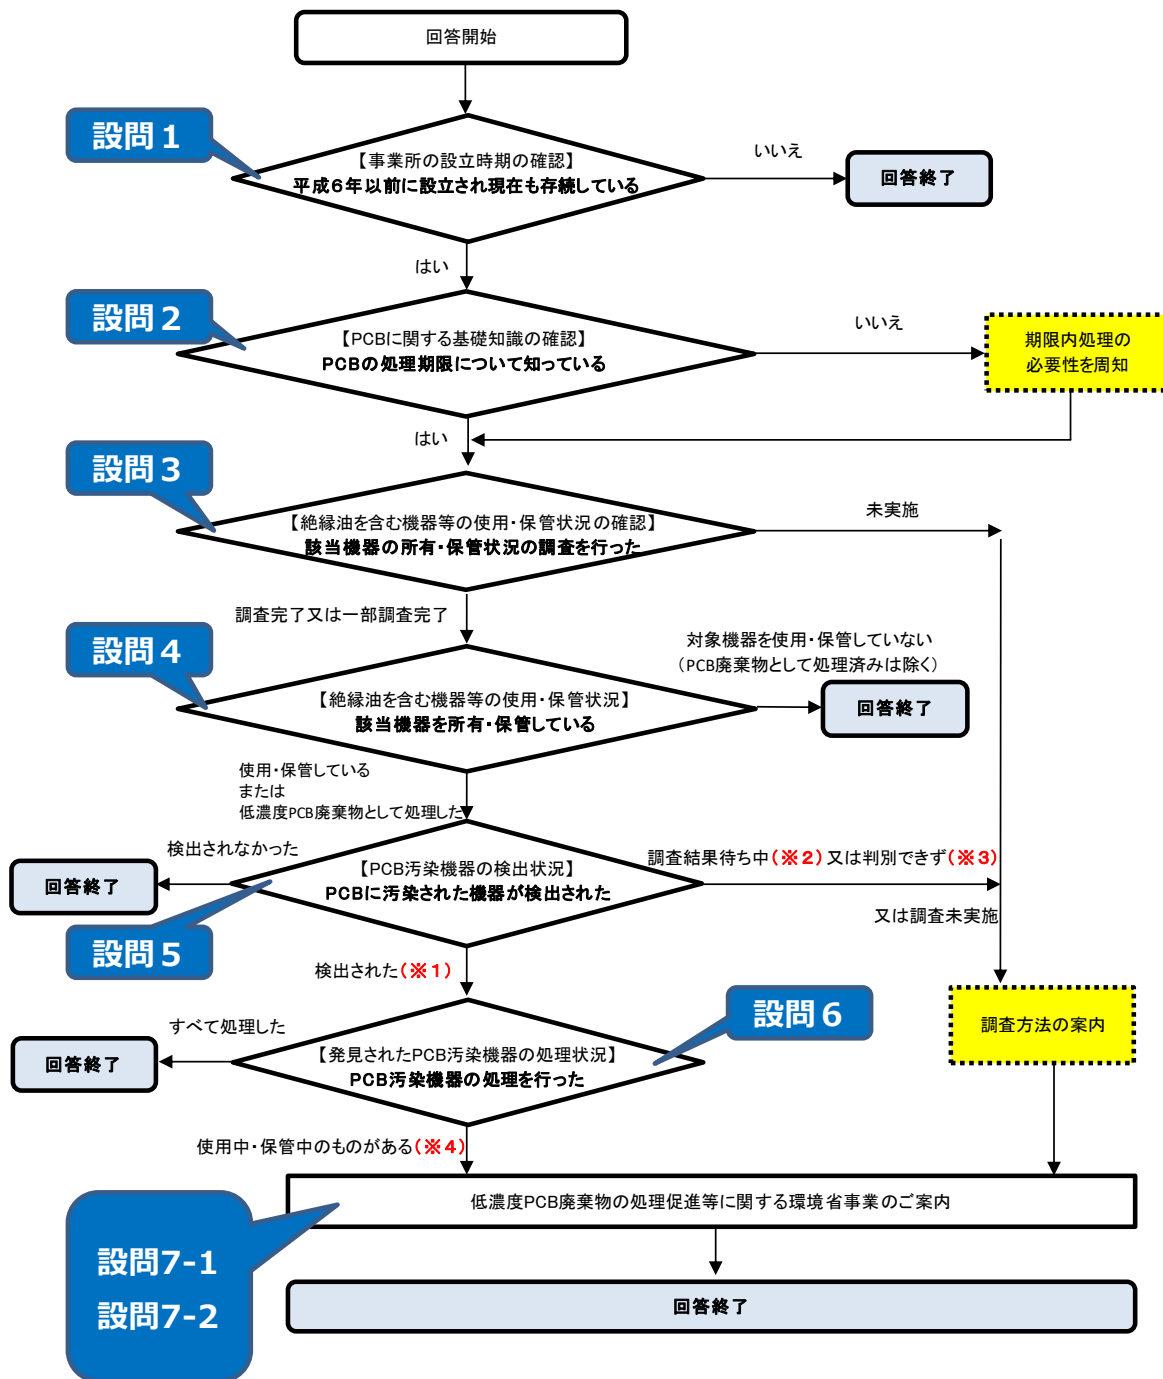 回答開始
設問１
【事業所の設立時期の確認】
平成６年以前に設立され現在も存続している
いいえ
回答終了
はい
設問２
【PCBに関する基礎知識の確認】
PCBの処理期限について知っている
いいえ
期限内処理の
必要性を周知
はい
設問３
【絶縁油を含む機器等の使用・保管状況の確認】
該当機器の所有・保管状況の調査を行った
未実施
調査完了又は一部調査完了
設問４
【絶縁油を含む機器等の使用・保管状況】
該当機器を所有・保管している
対象機器を使用・保管していない
（PCB廃棄物として処理済みは除く）
回答終了
使用・保管している
または
低濃度PCB廃棄物として処理した
検出されなかった
回答終了
設問５
【PCB汚染機器の検出状況】
PCBに汚染された機器が検出された
調査結果待ち中（※２）又は判別できず（※３）
又は調査未実施
検出された（※１）
設問６
すべて処理した
回答終了
【発見されたPCB汚染機器の処理状況】
PCB汚染機器の処理を行った
調査方法の案内
使用中・保管中のものがある（※４）
設問7-1
設問7-2
低濃度PCB廃棄物の処理促進等に関する環境省事業のご案内
回答終了